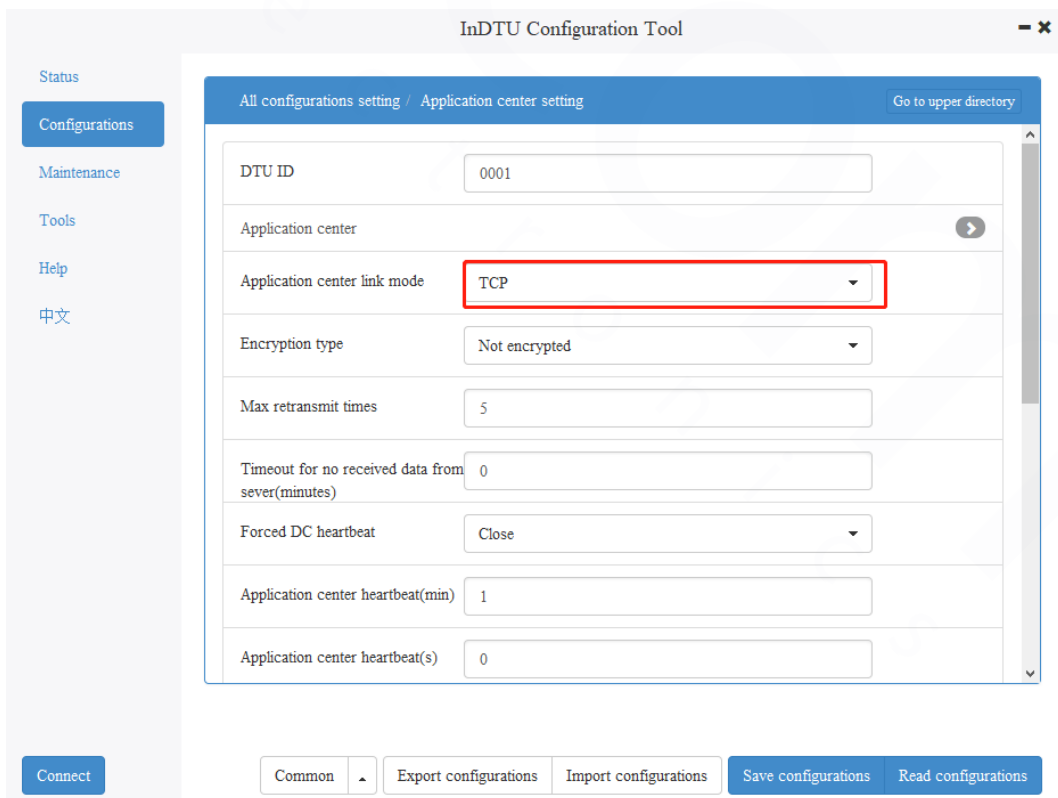 InDTU Configuration Tool
Status
Configurations
Maintenance
Tools
Help
中文
All configurations setting / Application center setting
Go to upper directory
DTU ID
0001
Application center
Application center link mode
TCP
Encryption type
Not encrypted
Max retransmit times
5
Timeout for no received data from
sever(minutes)
0
Forced DC heartbeat
Close
Application center heartbeat(min)
1
Application center heartbeat(s)
0
Connect
Common
Export configurations
Import configurations
Save configurations
Read configurations